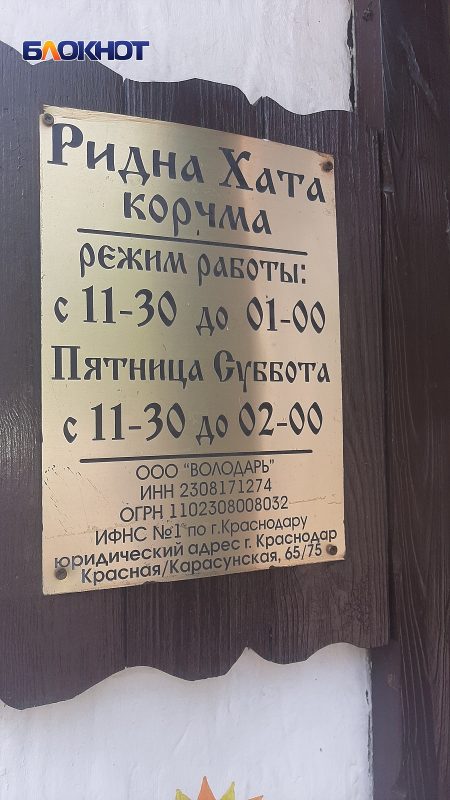 БЛОКНОТ
Ридна Хата
корчма
режим работы:
с 11-30 до 01-00
Пятница Суббота
с 11-30 до 02-00
ООО "ВОЛОДАРЬ"
ИНН 2308171274
ОГРН 1102308008032
ИФНС №1 по г.Краснодару
юридический адрес г. Краснодар
Красная/Карасунская, 65/75